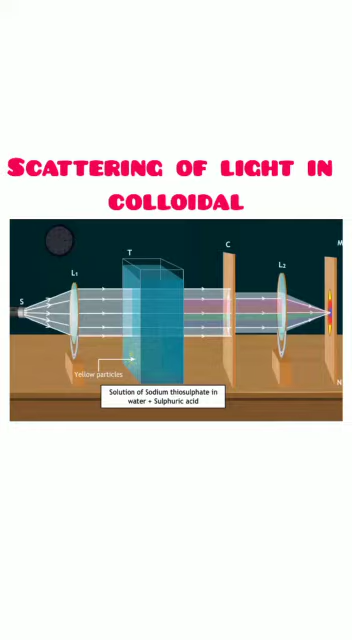 Scattering of light in
colloidal
T
C
M
L₁
L₂
S
N
Yellow particles
Solution of Sodium thiosulphate in
water + Sulphuric acid